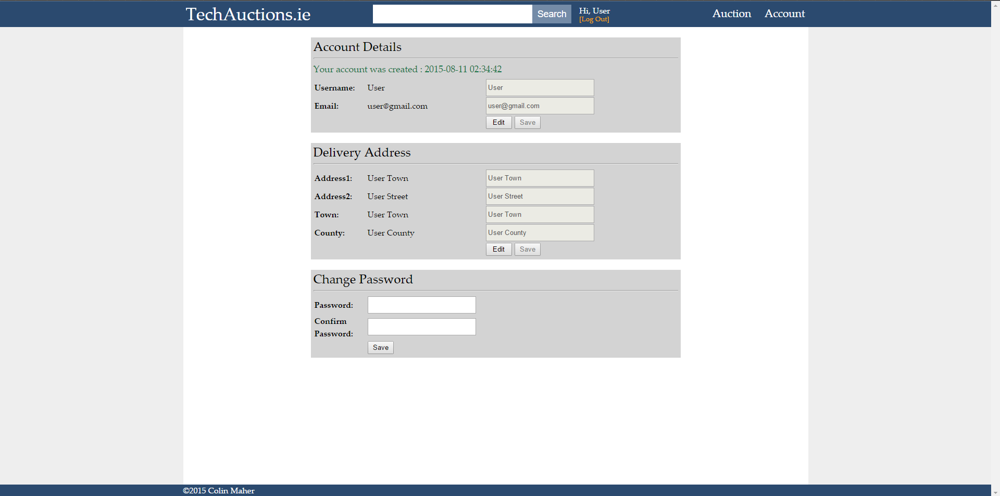 TechAuctions.ie
Search
Hi, User
[Log Out]
Auction Account
Account Details
Your account was created : 2015-08-11 02:34:42
Username: User User
Email: user@gmail.com user@gmail.com
Edit Save
Delivery Address
Address1: User Town User Town
Address2: User Street User Street
Town: User Town User Town
County: User County User County
Edit Save
Change Password
Password:
Confirm
Password:
Save
©2015 Colin Maher